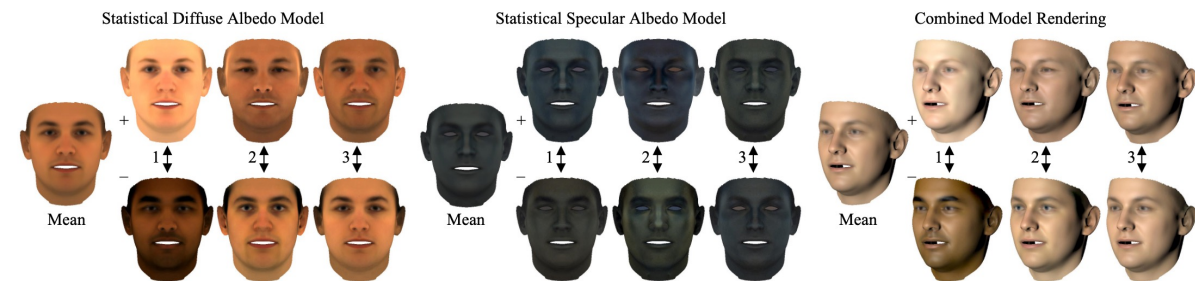 Statistical Diffuse Albedo Model
Statistical Specular Albedo Model
Combined Model Rendering
+
1
2
3
−
Mean
+
1
2
3
−
Mean
+
1
2
3
−
Mean